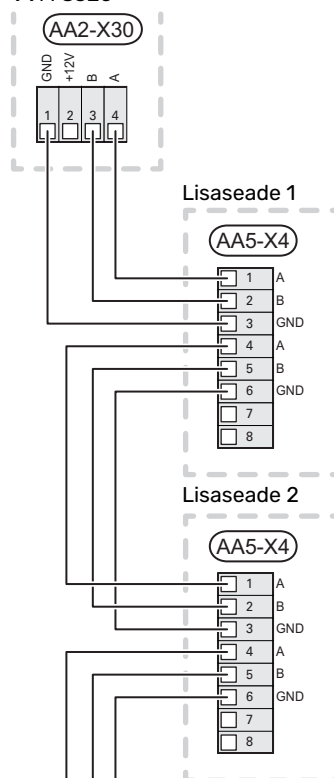 AA2-X30
GND
+12V
B
A
1 2 3 4
Lisaseade 1
AA5-X4
1 A
2 B
3 GND
4 A
5 B
6 GND
7
8
Lisaseade 2
AA5-X4
1 A
2 B
3 GND
4 A
5 B
6 GND
7
8